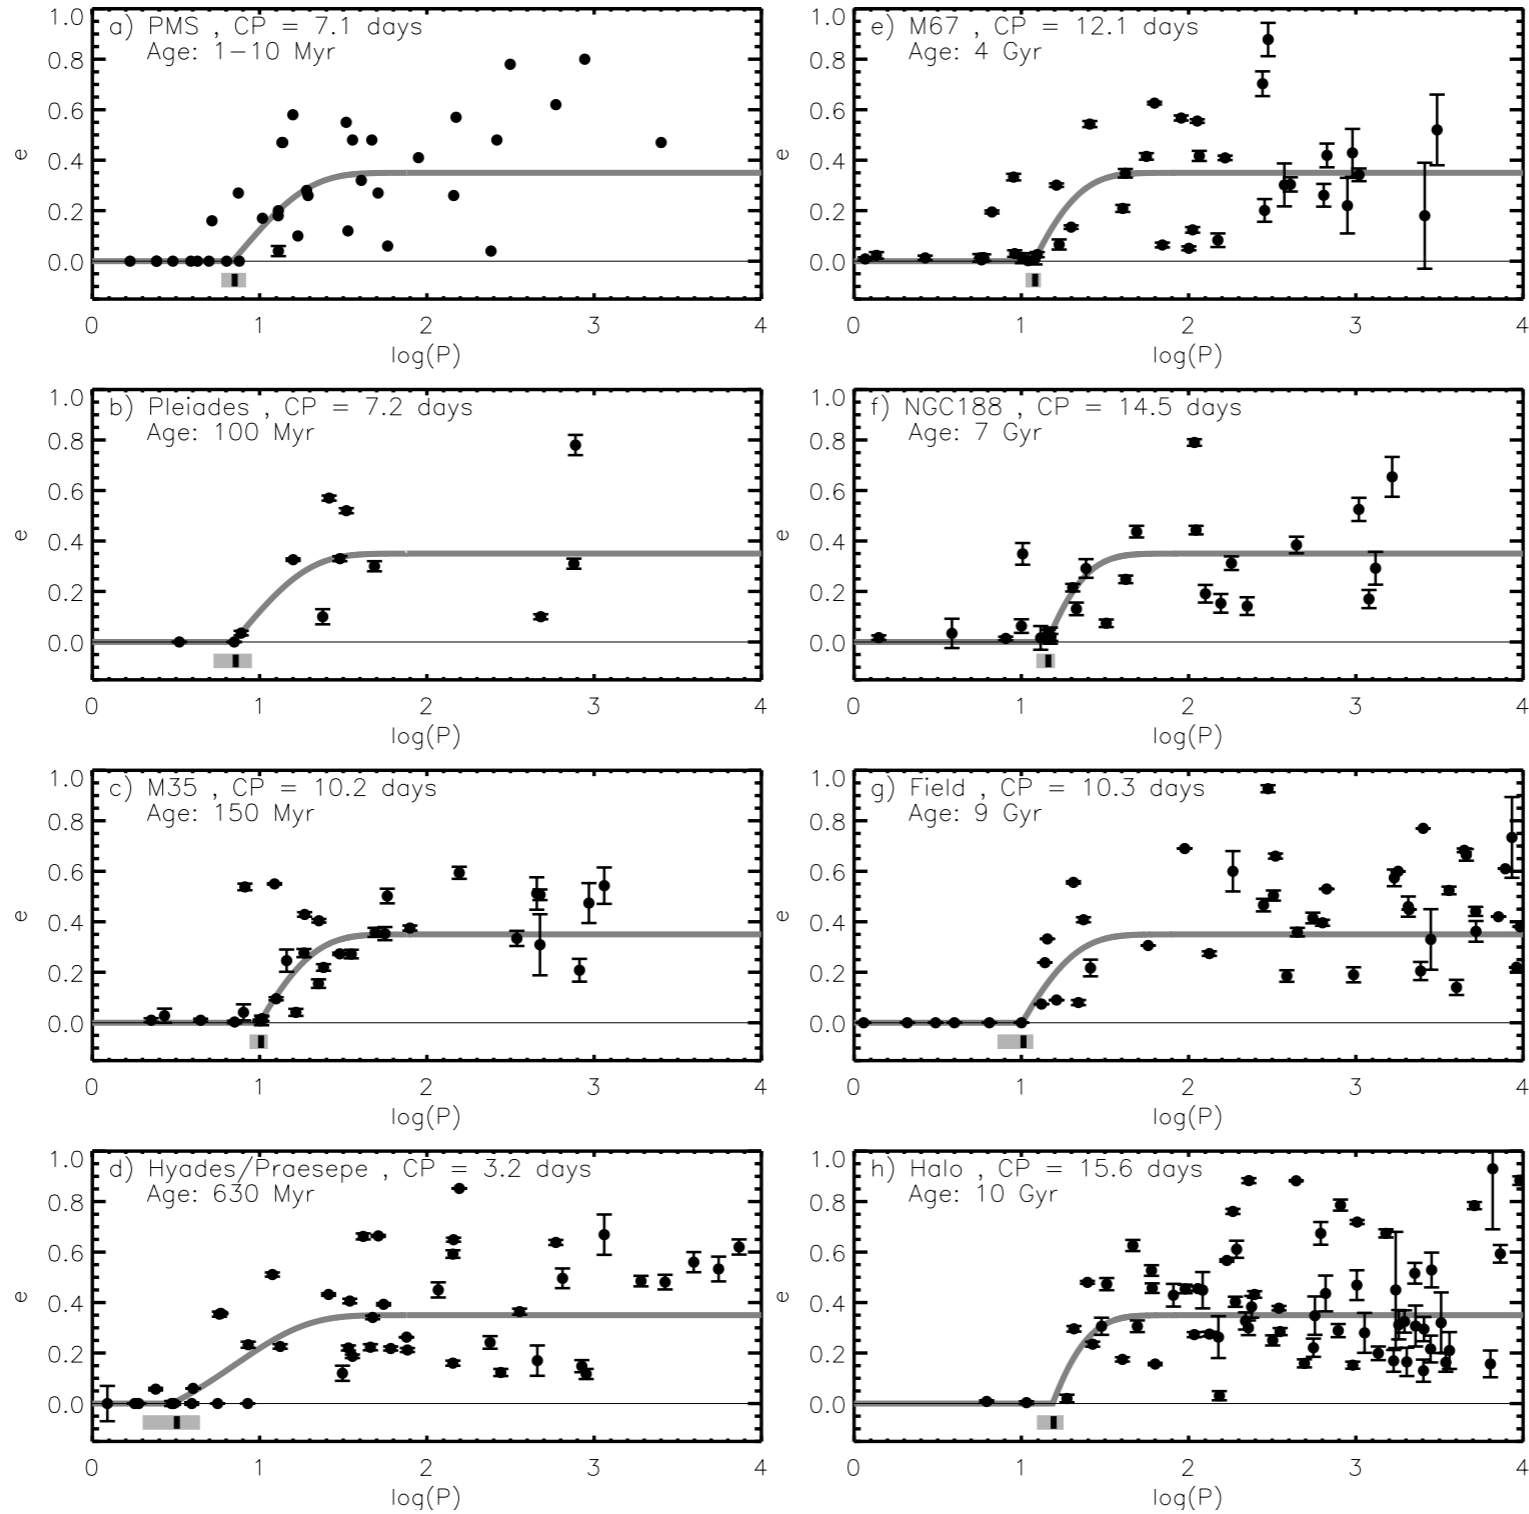 a) PMS , CP = 7.1 days
Age: 1−10 Myr
1.0
0.8
0.6
0.4
0.2
0.0
e
0 1 2 3 4
log(P)
e) M67 , CP = 12.1 days
Age: 4 Gyr
1.0
0.8
0.6
0.4
0.2
0.0
e
0 1 2 3 4
log(P)
b) Pleiades , CP = 7.2 days
Age: 100 Myr
1.0
0.8
0.6
0.4
0.2
0.0
e
0 1 2 3 4
log(P)
f) NGC188 , CP = 14.5 days
Age: 7 Gyr
1.0
0.8
0.6
0.4
0.2
0.0
e
0 1 2 3 4
log(P)
c) M35 , CP = 10.2 days
Age: 150 Myr
1.0
0.8
0.6
0.4
0.2
0.0
e
0 1 2 3 4
log(P)
g) Field , CP = 10.3 days
Age: 9 Gyr
1.0
0.8
0.6
0.4
0.2
0.0
e
0 1 2 3 4
log(P)
d) Hyades/Praesepe , CP = 3.2 days
Age: 630 Myr
1.0
0.8
0.6
0.4
0.2
0.0
e
0 1 2 3 4
log(P)
h) Halo , CP = 15.6 days
Age: 10 Gyr
1.0
0.8
0.6
0.4
0.2
0.0
e
0 1 2 3 4
log(P)